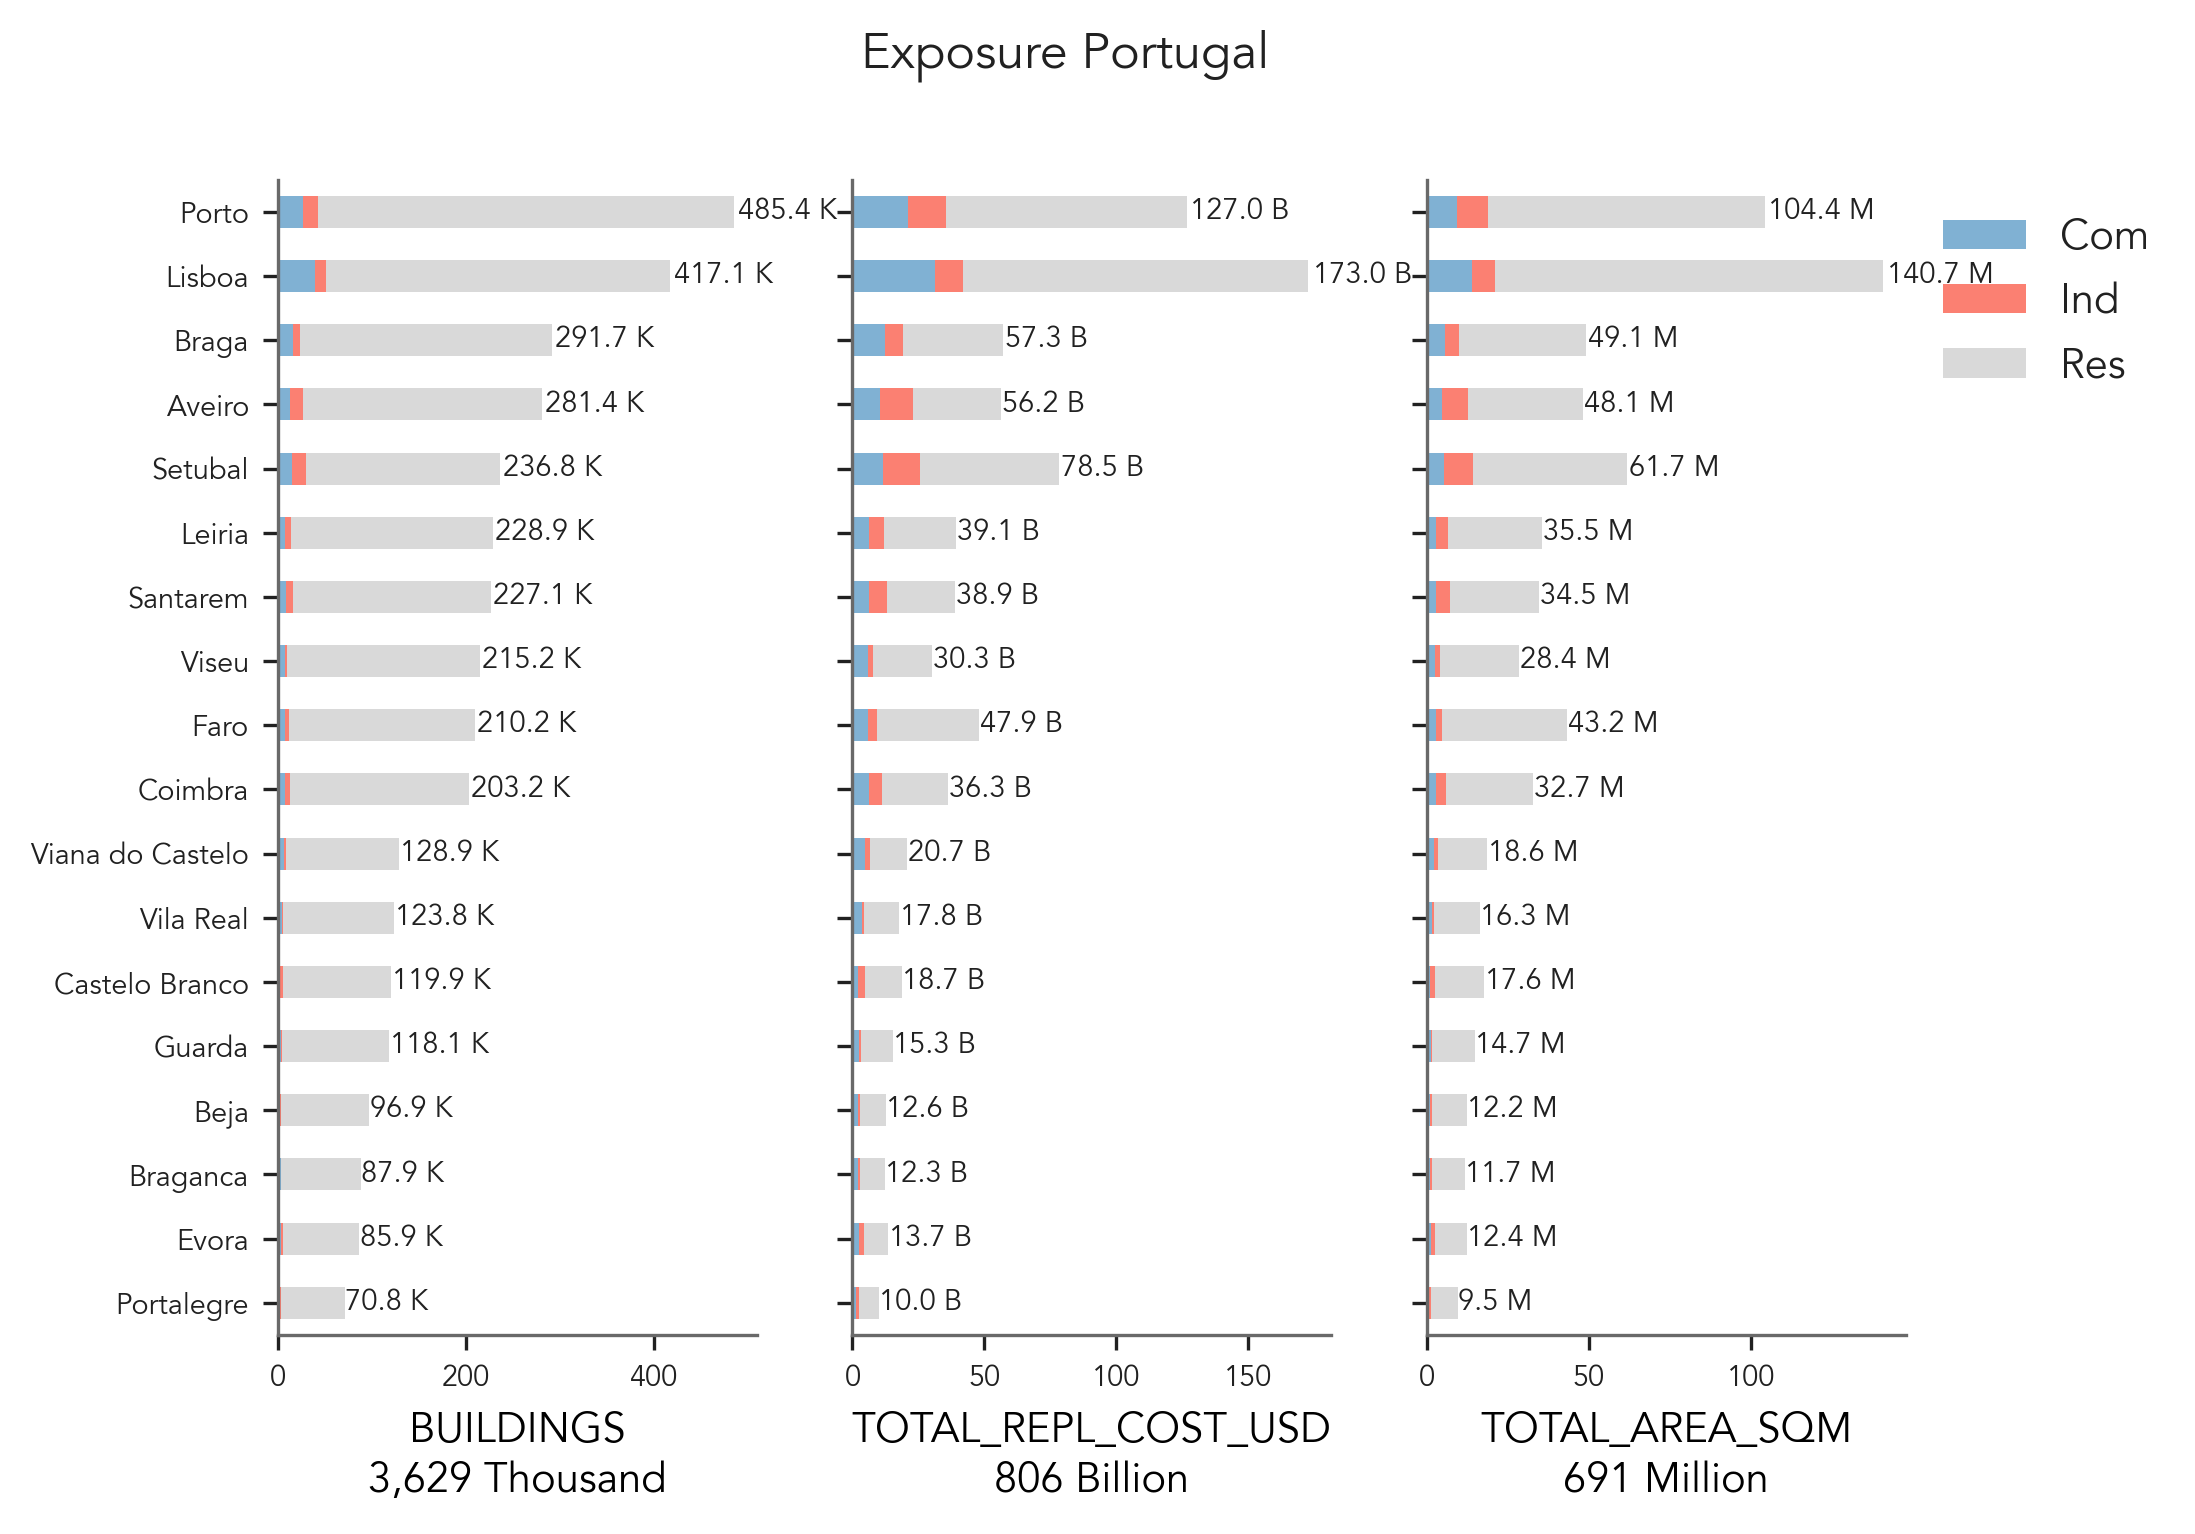 Exposure Portugal
Porto 485.4 K 127.0 B 104.4 M
Lisboa 417.1 K 173.0 B 140.7 M
Braga 291.7 K 57.3 B 49.1 M
Aveiro 281.4 K 56.2 B 48.1 M
Setubal 236.8 K 78.5 B 61.7 M
Leiria 228.9 K 39.1 B 35.5 M
Santarem 227.1 K 38.9 B 34.5 M
Viseu 215.2 K 30.3 B 28.4 M
Faro 210.2 K 47.9 B 43.2 M
Coimbra 203.2 K 36.3 B 32.7 M
Viana do Castelo 128.9 K 20.7 B 18.6 M
Vila Real 123.8 K 17.8 B 16.3 M
Castelo Branco 119.9 K 18.7 B 17.6 M
Guarda 118.1 K 15.3 B 14.7 M
Beja 96.9 K 12.6 B 12.2 M
Braganca 87.9 K 12.3 B 11.7 M
Evora 85.9 K 13.7 B 12.4 M
Portalegre 70.8 K 10.0 B 9.5 M
0 200 400
BUILDINGS
3,629 Thousand
0 50 100 150
TOTAL_REPL_COST_USD
806 Billion
0 50 100
TOTAL_AREA_SQM
691 Million
Com
Ind
Res